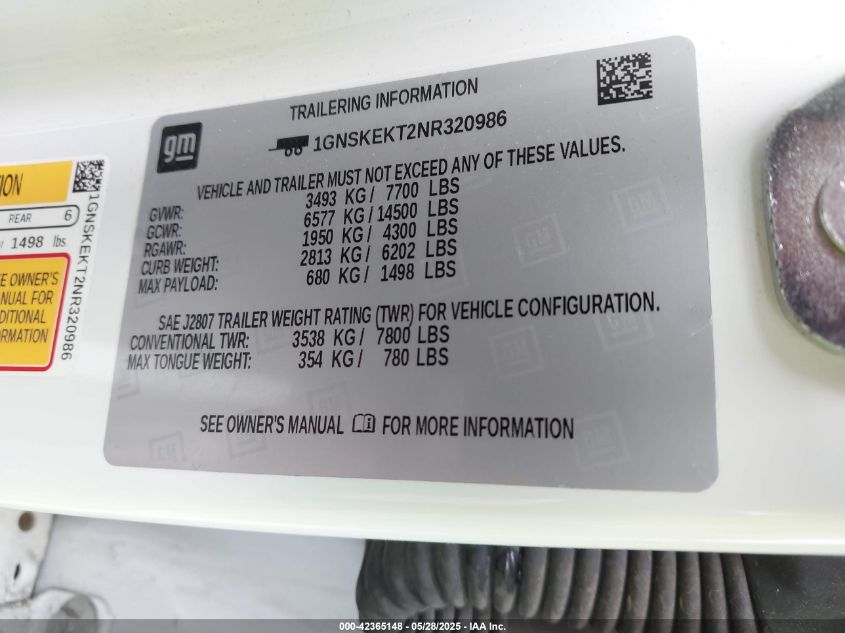 TRAILERING INFORMATION
gm
1GNSKEKT2NR320986
VEHICLE AND TRAILER MUST NOT EXCEED ANY OF THESE VALUES.
GVWR: 3493 KG / 7700 LBS
GCWR: 6577 KG / 14500 LBS
RGAWR: 1950 KG / 4300 LBS
CURB WEIGHT: 2813 KG / 6202 LBS
MAX PAYLOAD: 680 KG / 1498 LBS
SAE J2807 TRAILER WEIGHT RATING (TWR) FOR VEHICLE CONFIGURATION.
CONVENTIONAL TWR: 3538 KG / 7800 LBS
MAX TONGUE WEIGHT: 354 KG / 780 LBS
SEE OWNER'S MANUAL FOR MORE INFORMATION
REAR 6
1498 lbs.
EE OWNER'S
ANUAL FOR
DDITIONAL
ORMATION
1GNSKEKT2NR320986
000-42365148 - 05/28/2025 - IAA Inc.